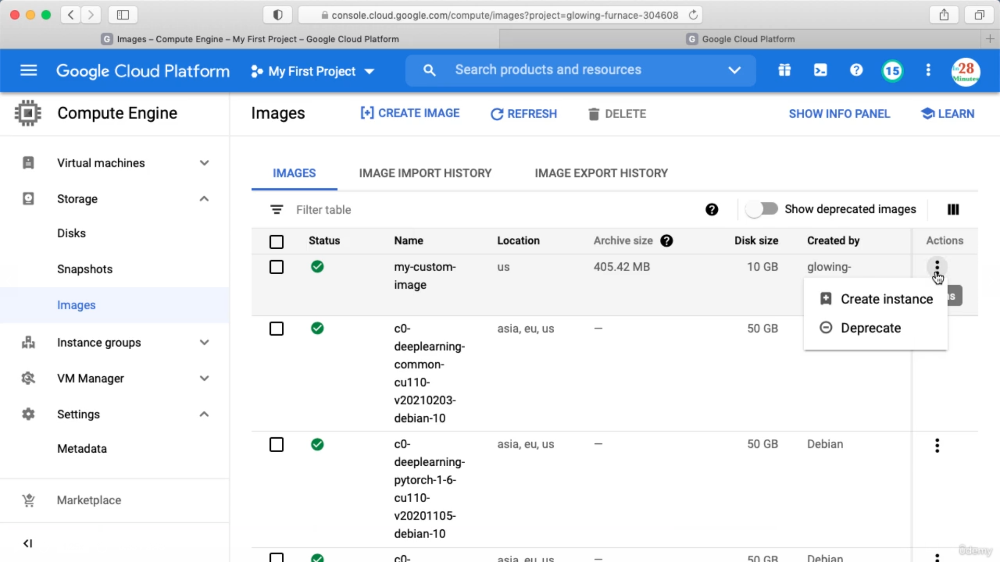 console.cloud.google.com/compute/images?project=glowing-furnace-304608
G Images – Compute Engine – My First Project – Google Cloud Platform
G Google Cloud Platform
Google Cloud Platform
My First Project
Search products and resources
15
in 28 Minutes
Compute Engine
Images
CREATE IMAGE
REFRESH
DELETE
SHOW INFO PANEL
LEARN
Virtual machines
Storage
Disks
Snapshots
Images
Instance groups
VM Manager
Settings
Metadata
Marketplace
IMAGES
IMAGE IMPORT HISTORY
IMAGE EXPORT HISTORY
Filter table
Show deprecated images
Status Name Location Archive size Disk size Created by Actions
my-custom- us 405.42 MB 10 GB glowing-
image
Create instance
Deprecate
c0- asia, eu, us — 50 GB
deeplearning-
common-
cu110-
v20210203-
debian-10
c0- asia, eu, us — 50 GB Debian
deeplearning-
pytorch-1-6-
cu110-
v20201105-
debian-10
c0- asia, eu, us — 50 GB Debian
ûdemy